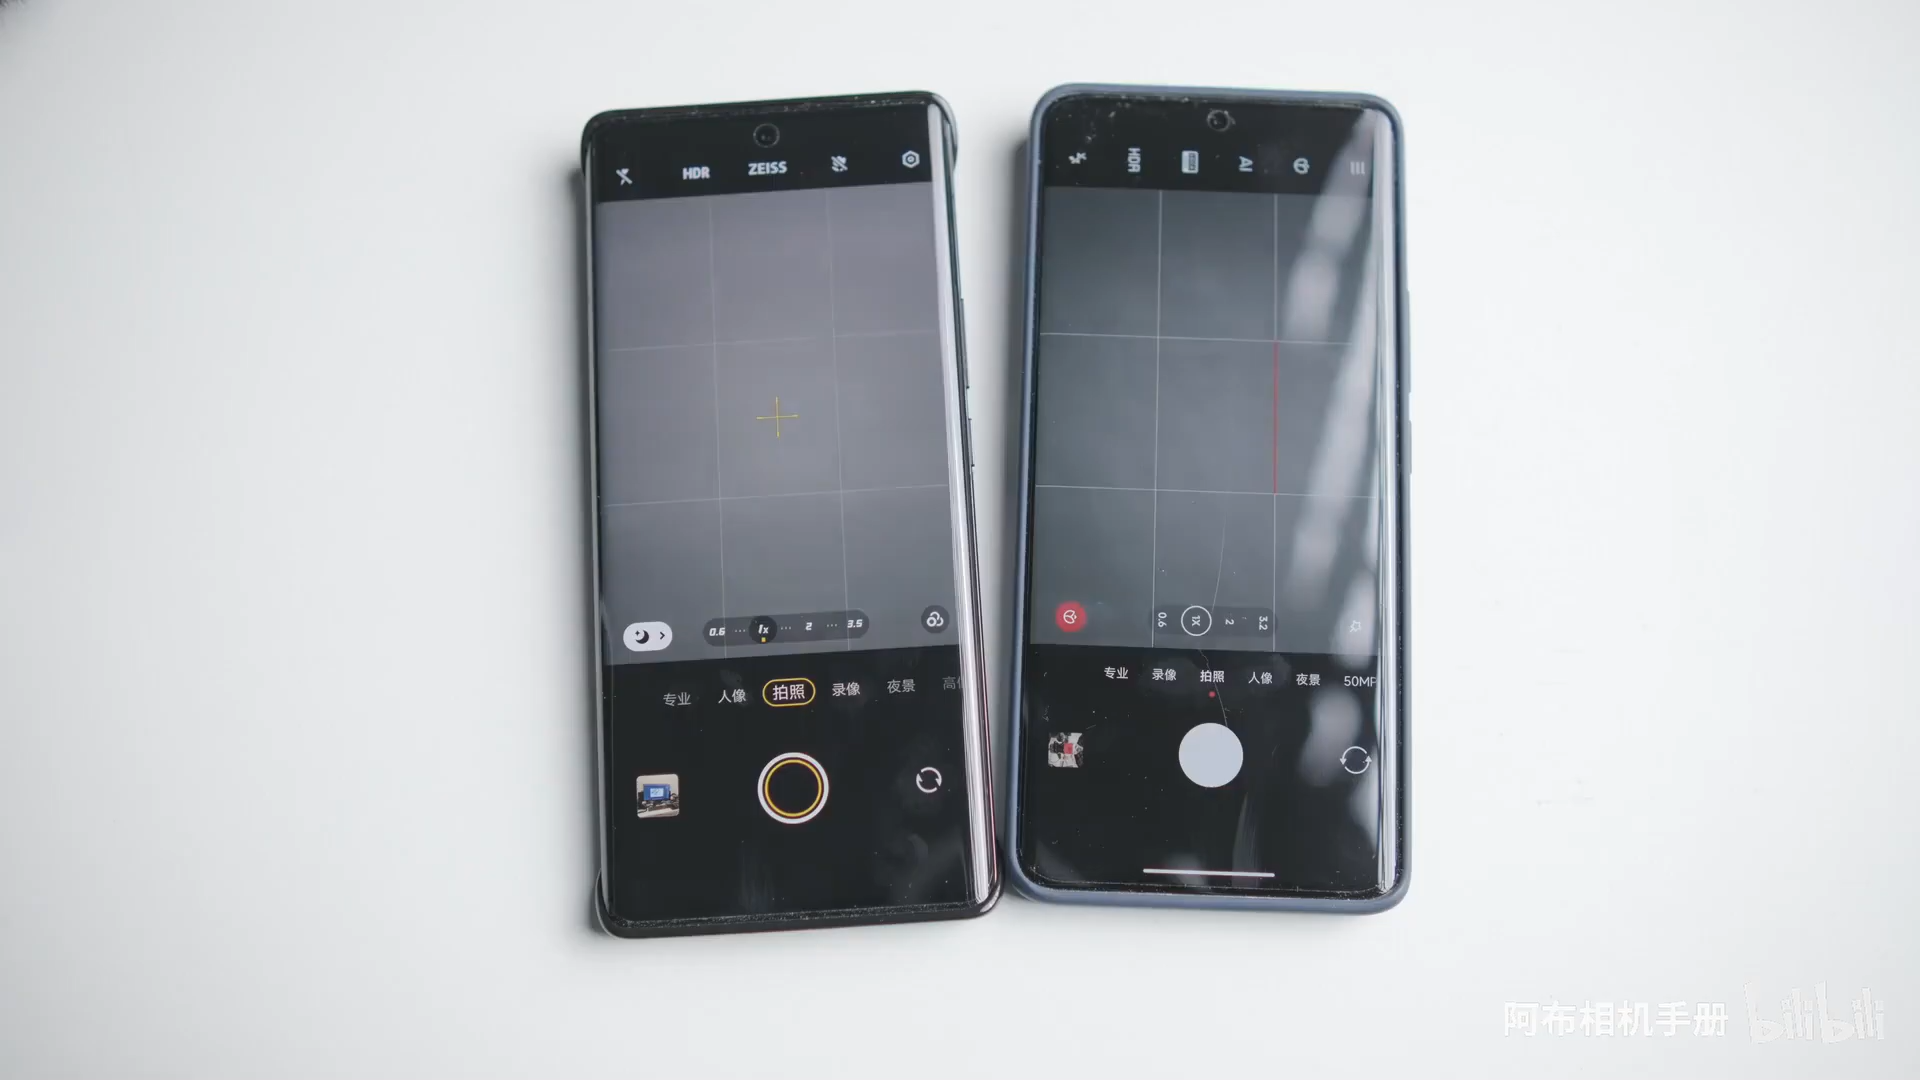 HDR ZEISS
0.6 1x 2 3.5
专业 人像 拍照 录像 夜景
HDR AI
0.6 1X 2 3.2
专业 录像 拍照 人像 夜景 50MP
阿布相机手册 bilibili